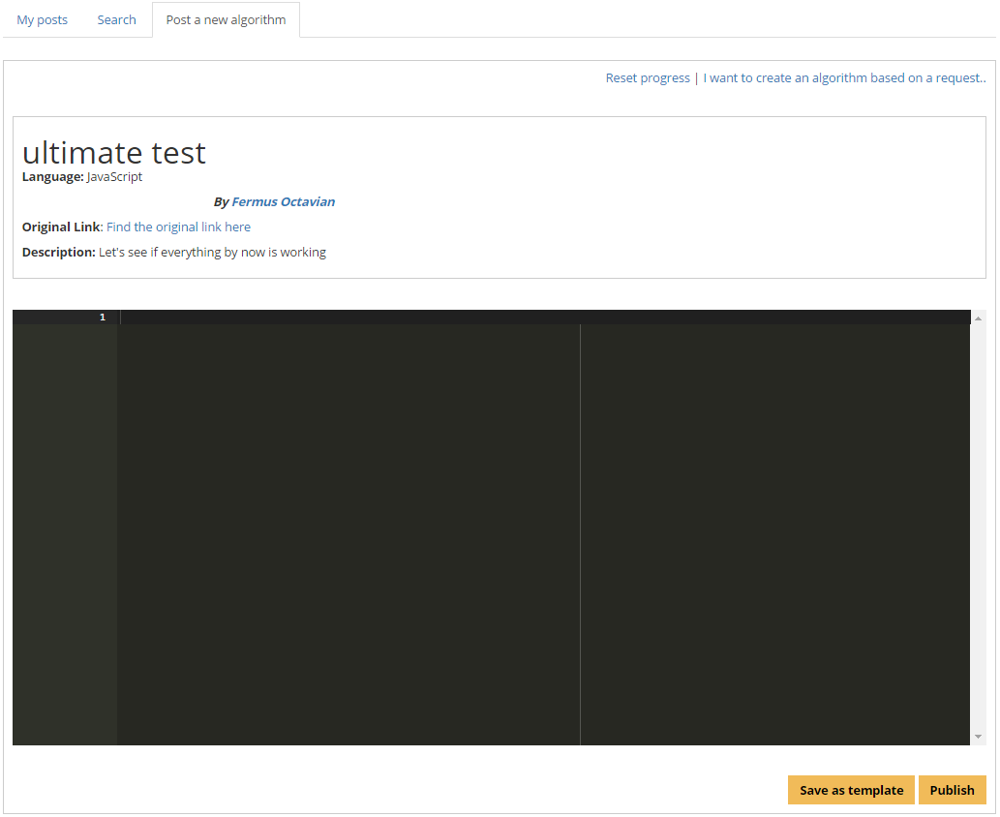 My posts Search Post a new algorithm
Reset progress | I want to create an algorithm based on a request..
ultimate test
Language: JavaScript
By Fermus Octavian
Original Link: Find the original link here
Description: Let's see if everything by now is working
1
Save as template Publish